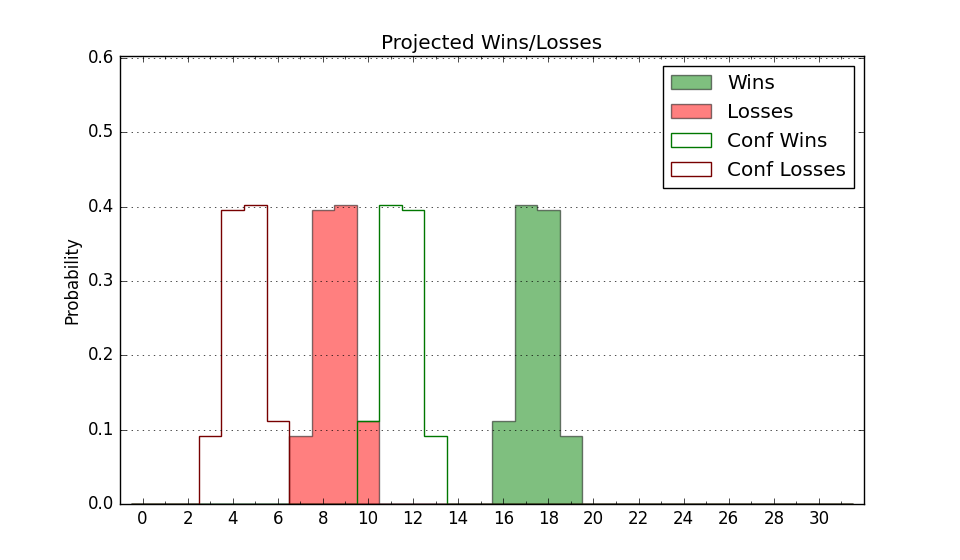 Projected Wins/Losses
0.6
0.5
0.4
0.3
0.2
0.1
0.0
Probability
Wins
Losses
Conf Wins
Conf Losses
0 2 4 6 8 10 12 14 16 18 20 22 24 26 28 30